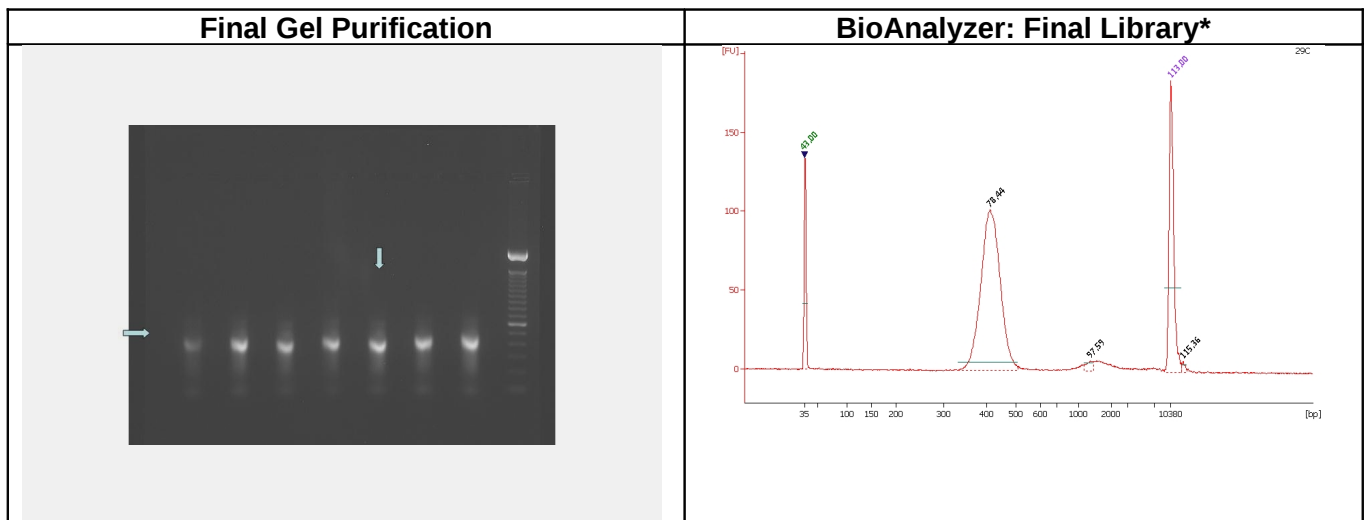 Final Gel Purification
BioAnalyzer: Final Library*
[FU]
29C
150
100
50
0
43.00
78.44
97.59
113.00
115.36
35 100 150 200 300 400 500 600 1000 2000 10380 [bp]